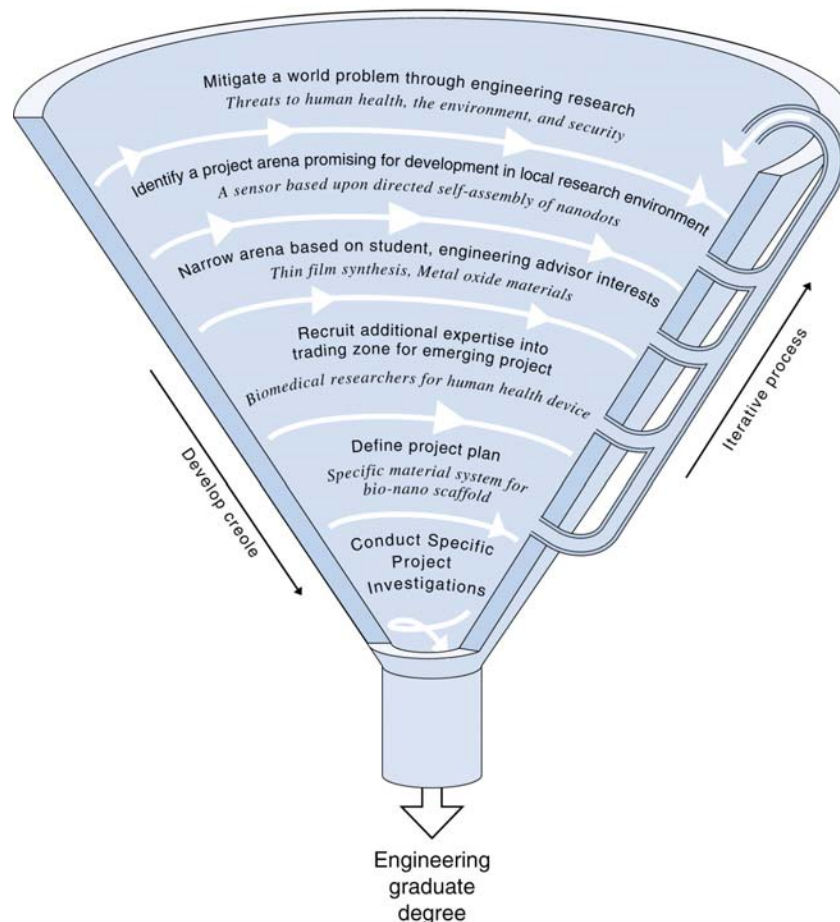 Mitigate a world problem through engineering research
Threats to human health, the environment, and security
Identify a project arena promising for development in local research environment
A sensor based upon directed self-assembly of nanodots
Narrow arena based on student, engineering advisor interests
Thin film synthesis, Metal oxide materials
Recruit additional expertise into
trading zone for emerging project
Biomedical researchers for human health device
Define project plan
Specific material system for
bio-nano scaffold
Conduct Specific
Project
Investigations
Develop creole
Iterative process
Engineering
graduate
degree